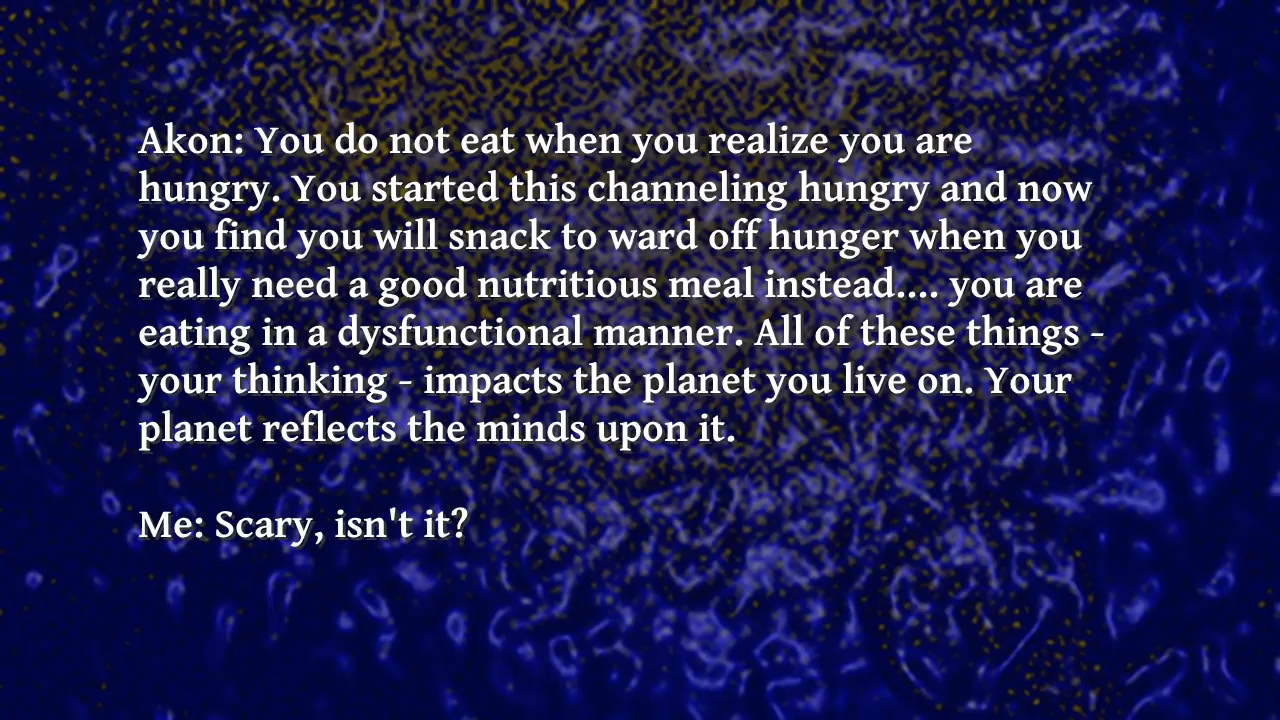 Akon: You do not eat when you realize you are
hungry. You started this channeling hungry and now
you find you will snack to ward off hunger when you
really need a good nutritious meal instead.... you are
eating in a dysfunctional manner. All of these things -
your thinking - impacts the planet you live on. Your
planet reflects the minds upon it.
Me: Scary, isn't it?